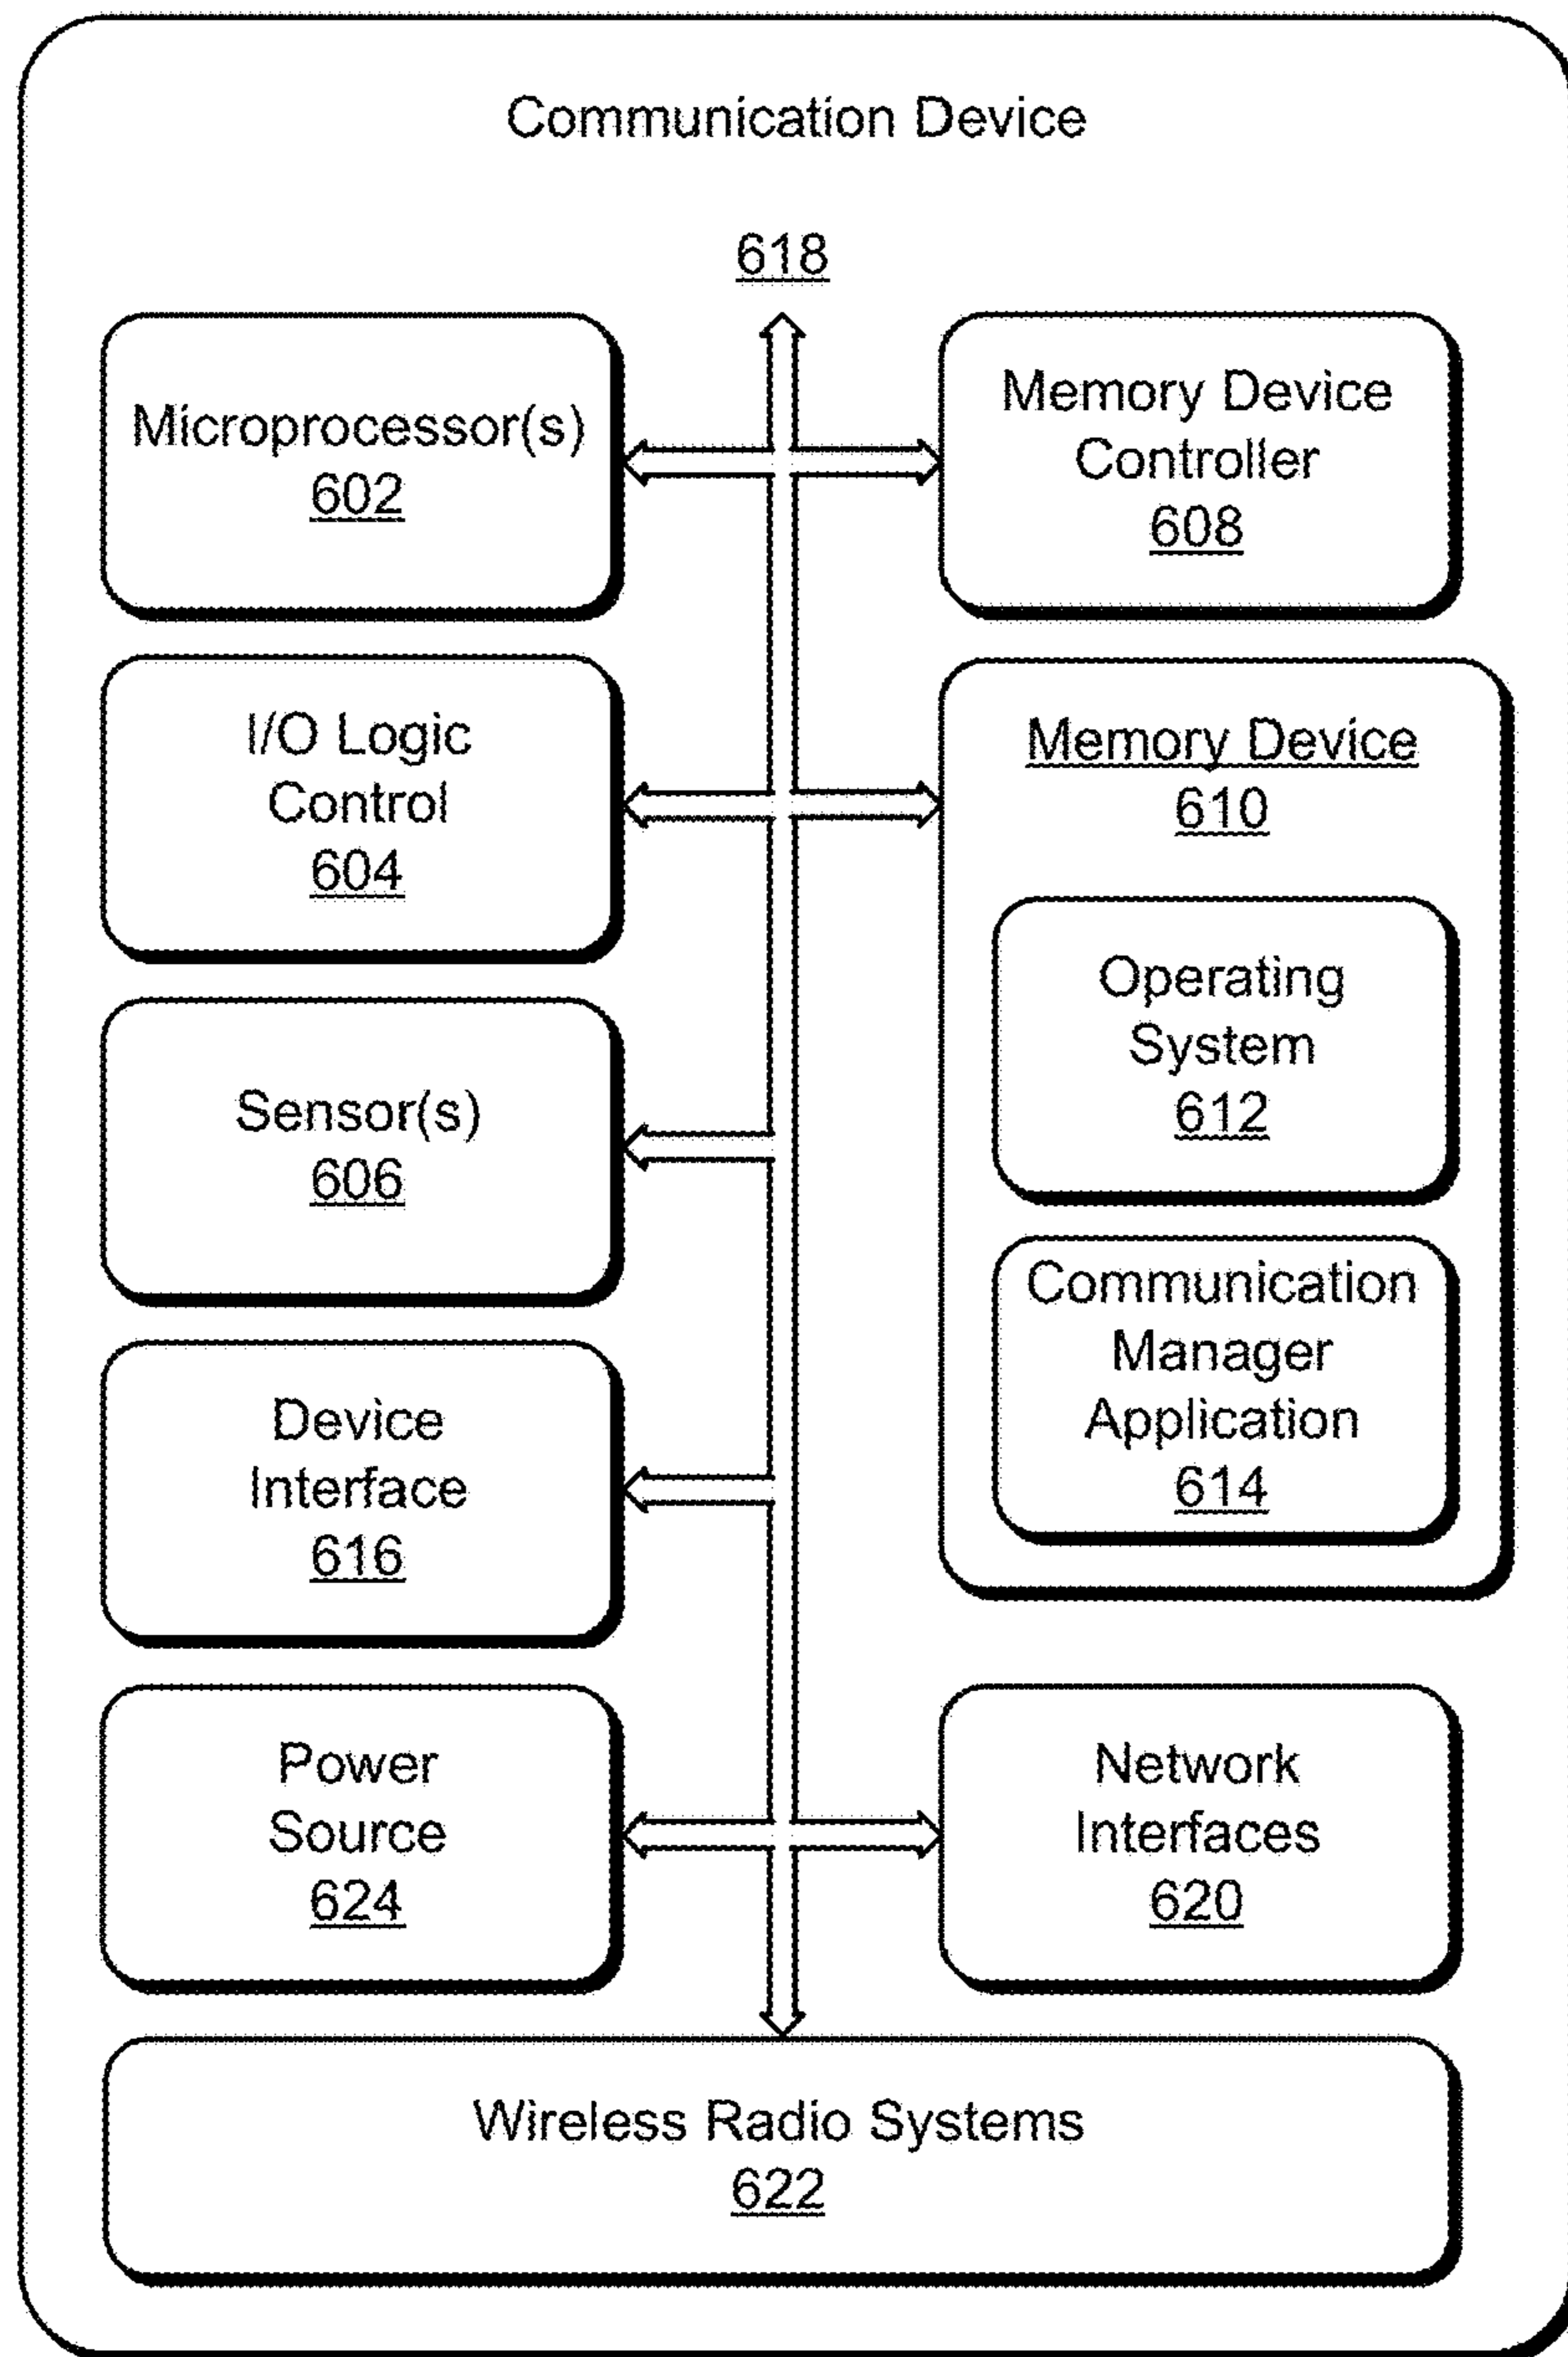 Communication Device
618
Microprocessor(s)
602
Memory Device
Controller
608
I/O Logic
Control
604
Memory Device
610
Operating
System
612
Sensor(s)
606
Communication
Manager
Application
614
Device
Interface
616
Power
Source
624
Network
Interfaces
620
Wireless Radio Systems
622